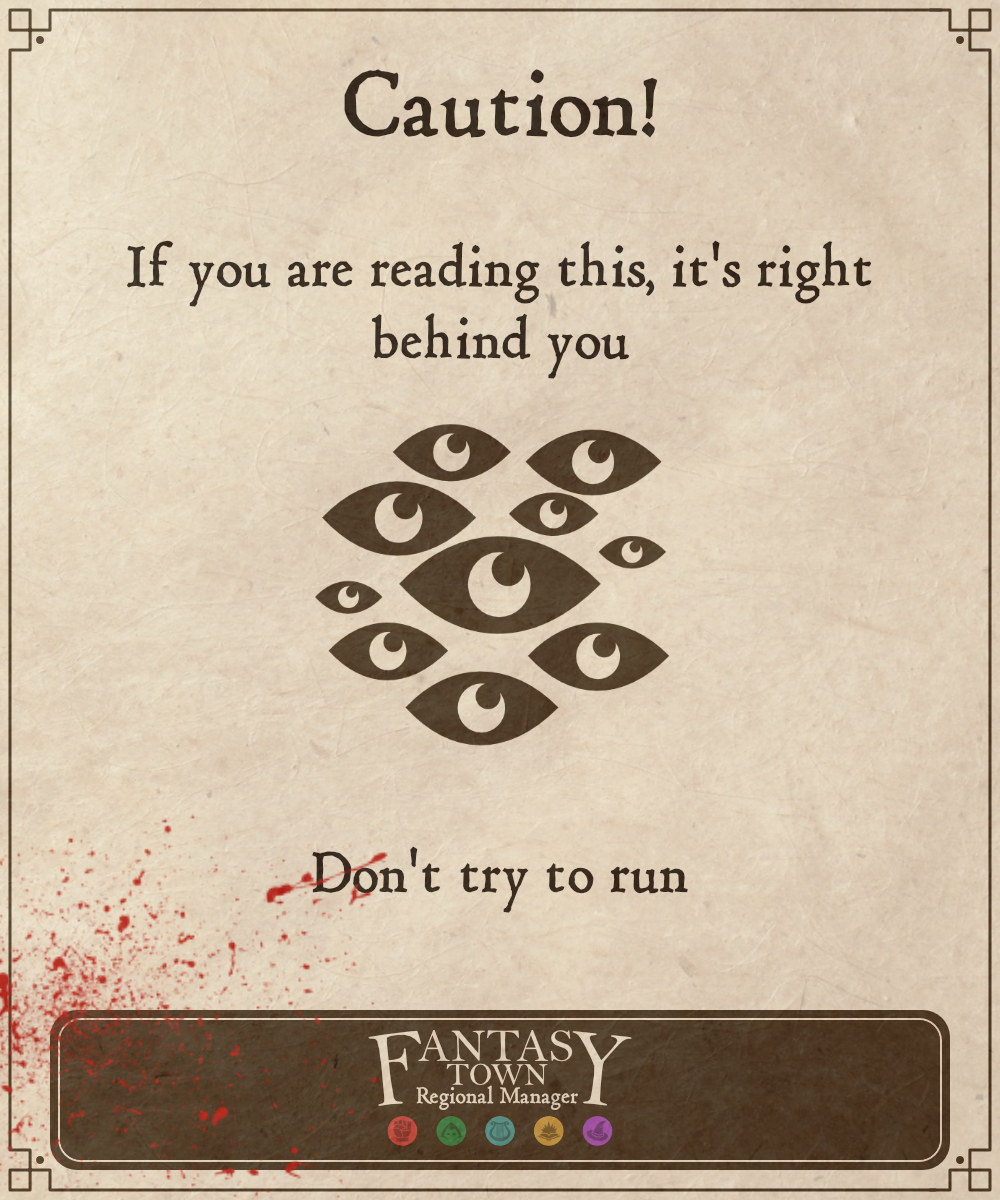 Caution!
If you are reading this, it's right
behind you
Don't try to run
FANTASY
TOWN
Regional Manager